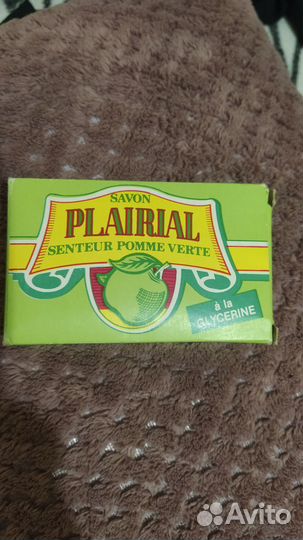 SAVON
PLAIRIAL
SENTEUR POMME VERTE
à la
GLYCERINE
Avito